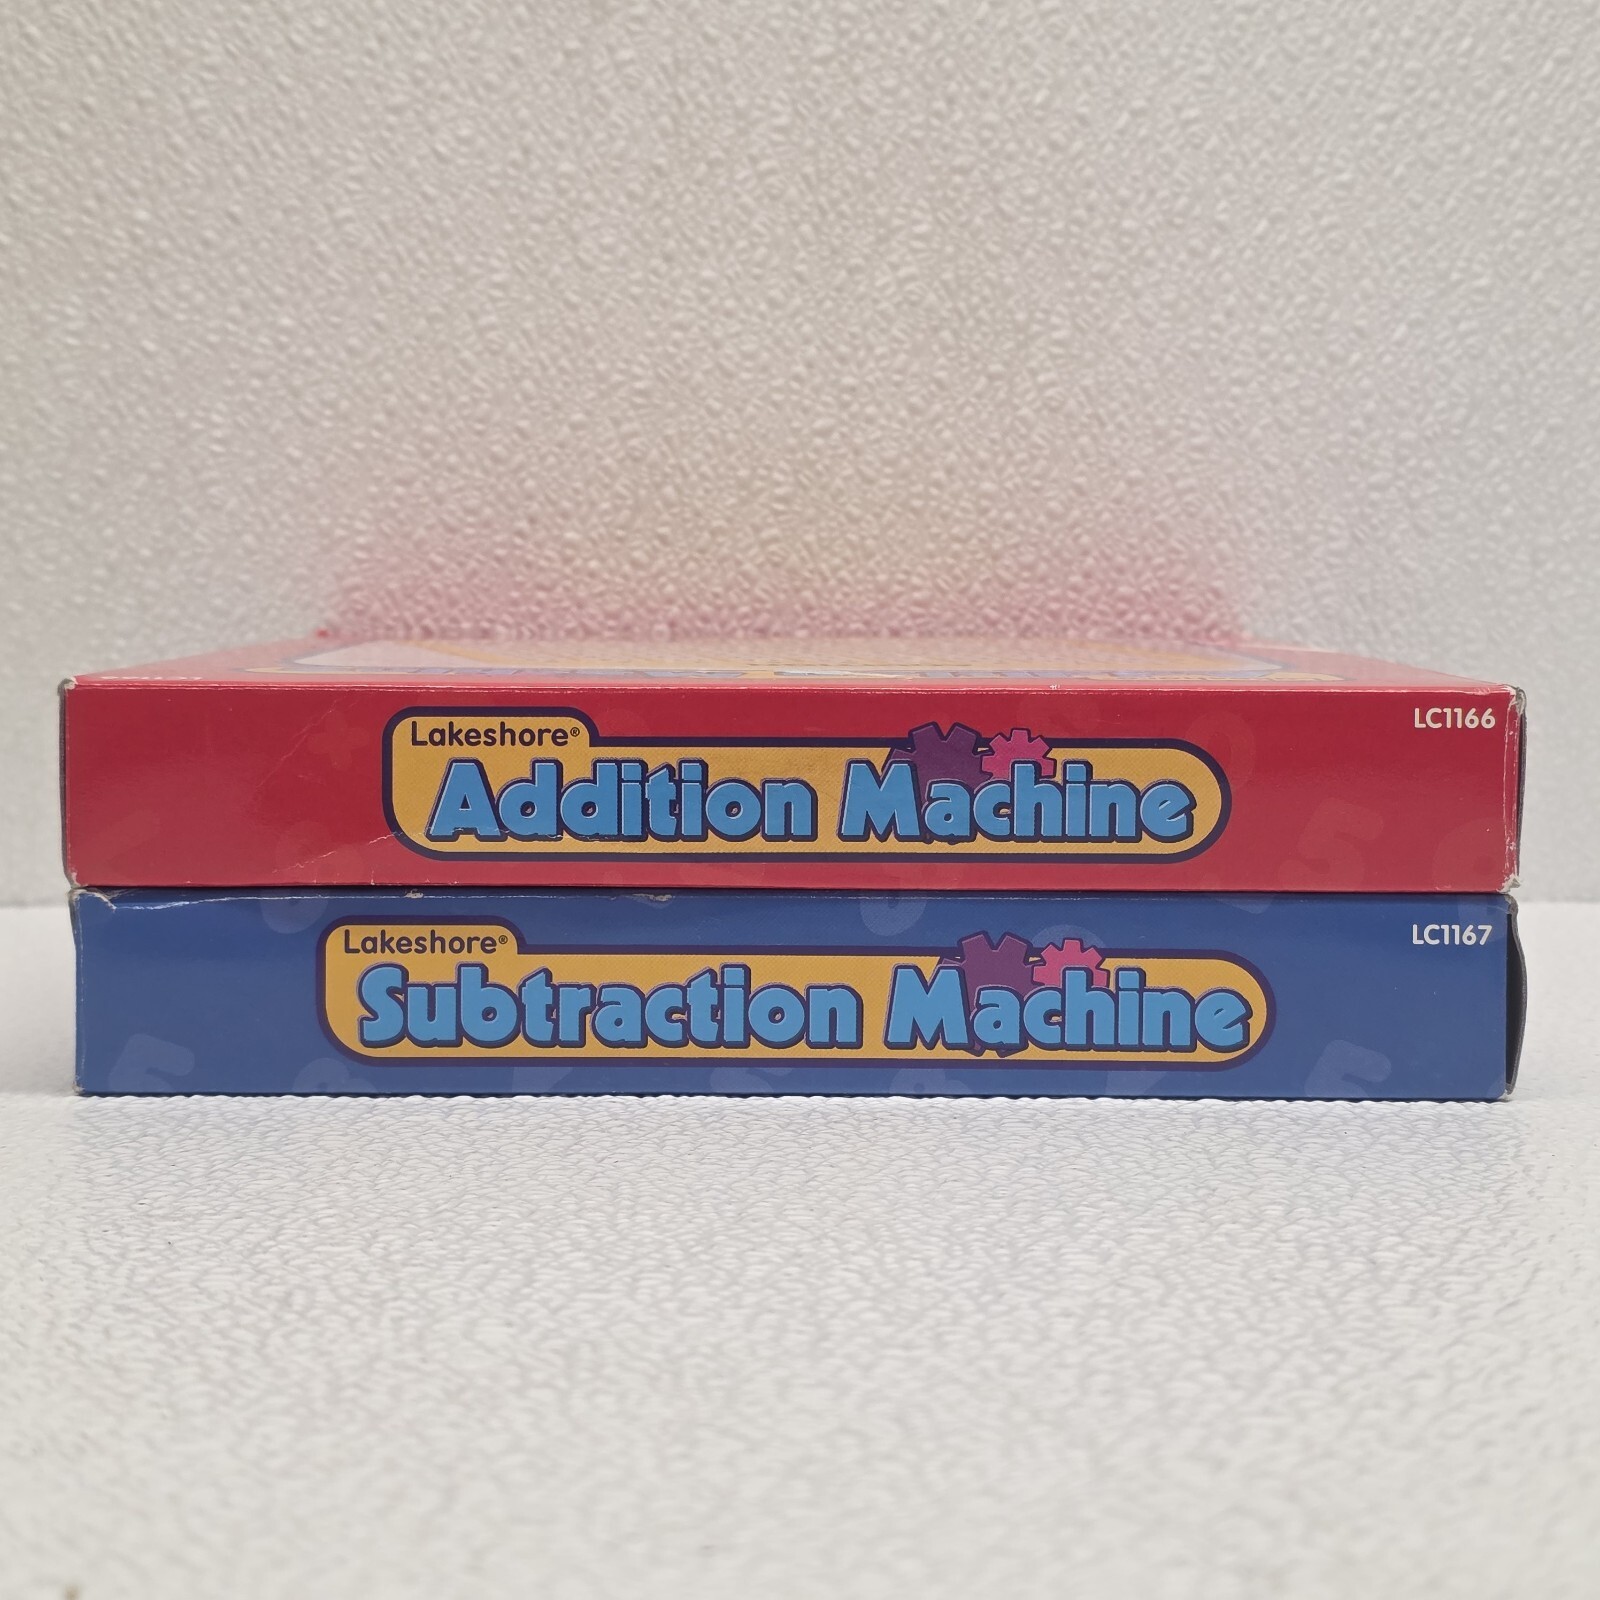 LC1166
Lakeshore®
Addition Machine
LC1167
Lakeshore®
Subtraction Machine